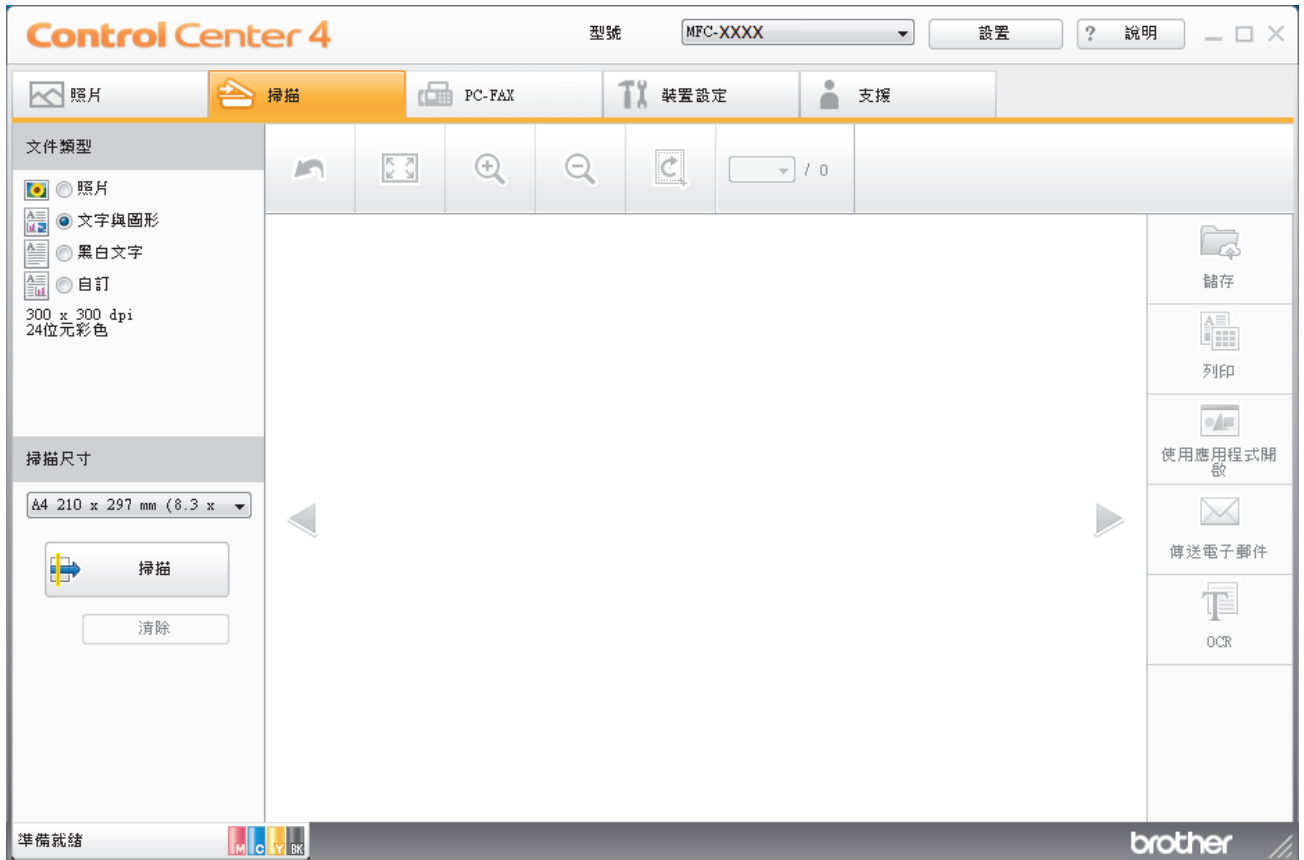 Control Center 4
型號
MFC-XXXX
設置
? 說明
照片
掃描
PC-FAX
裝置設定
支援
文件類型
照片
文字與圖形
黑白文字
自訂
300 x 300 dpi
24位元彩色
/ 0
掃描尺寸
A4 210 x 297 mm (8.3 x
掃描
清除
儲存
列印
使用應用程式開
啟
傳送電子郵件
OCR
準備就緒
M C Y BK
brother